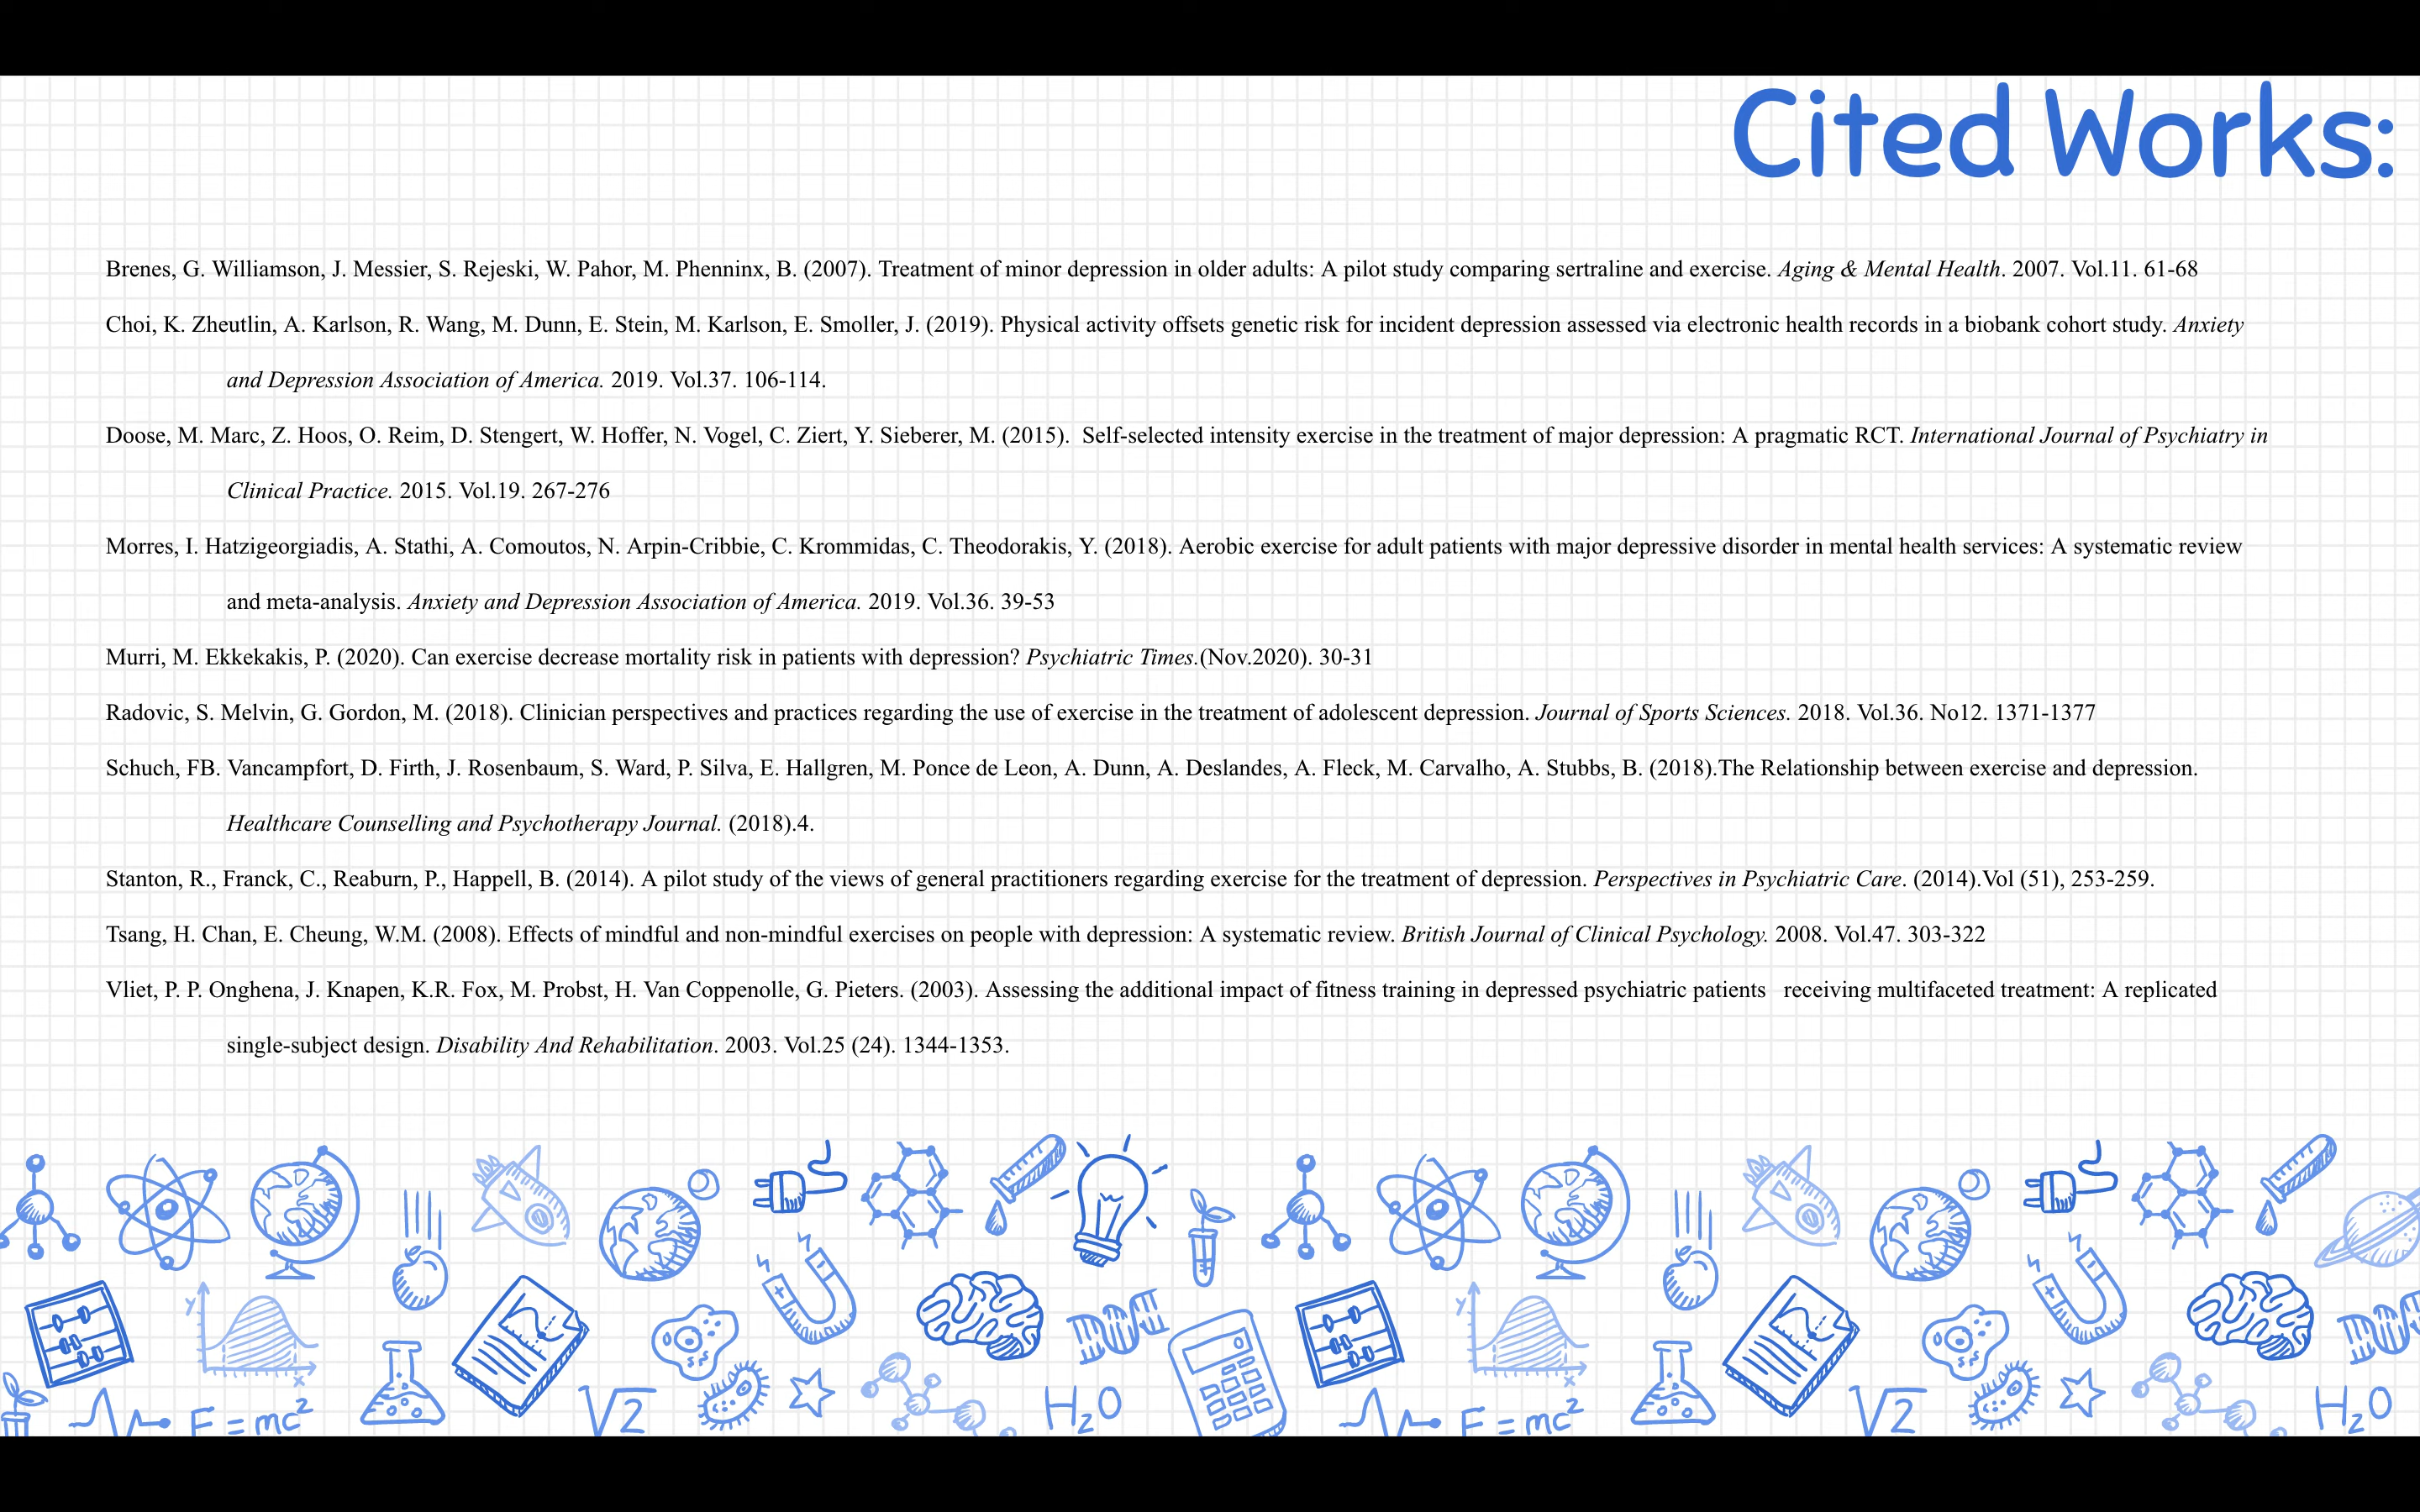 Cited Works:
Brenes, G. Williamson, J. Messier, S. Rejeski, W. Pahor, M. Phenninx, B. (2007). Treatment of minor depression in older adults: A pilot study comparing sertraline and exercise. Aging & Mental Health. 2007. Vol.11. 61-68
Choi, K. Zheutlin, A. Karlson, R. Wang, M. Dunn, E. Stein, M. Karlson, E. Smoller, J. (2019). Physical activity offsets genetic risk for incident depression assessed via electronic health records in a biobank cohort study. Anxiety
and Depression Association of America. 2019. Vol.37. 106-114.
Doose, M. Marc, Z. Hoos, O. Reim, D. Stengert, W. Hoffer, N. Vogel, C. Ziert, Y. Sieberer, M. (2015).  Self-selected intensity exercise in the treatment of major depression: A pragmatic RCT. International Journal of Psychiatry in
Clinical Practice. 2015. Vol.19. 267-276
Morres, I. Hatzigeorgiadis, A. Stathi, A. Comoutos, N. Arpin-Cribbie, C. Krommidas, C. Theodorakis, Y. (2018). Aerobic exercise for adult patients with major depressive disorder in mental health services: A systematic review
and meta-analysis. Anxiety and Depression Association of America. 2019. Vol.36. 39-53
Murri, M. Ekkekakis, P. (2020). Can exercise decrease mortality risk in patients with depression? Psychiatric Times.(Nov.2020). 30-31
Radovic, S. Melvin, G. Gordon, M. (2018). Clinician perspectives and practices regarding the use of exercise in the treatment of adolescent depression. Journal of Sports Sciences. 2018. Vol.36. No12. 1371-1377
Schuch, FB. Vancampfort, D. Firth, J. Rosenbaum, S. Ward, P. Silva, E. Hallgren, M. Ponce de Leon, A. Dunn, A. Deslandes, A. Fleck, M. Carvalho, A. Stubbs, B. (2018).The Relationship between exercise and depression.
Healthcare Counselling and Psychotherapy Journal. (2018).4.
Stanton, R., Franck, C., Reaburn, P., Happell, B. (2014). A pilot study of the views of general practitioners regarding exercise for the treatment of depression. Perspectives in Psychiatric Care. (2014).Vol (51), 253-259.
Tsang, H. Chan, E. Cheung, W.M. (2008). Effects of mindful and non-mindful exercises on people with depression: A systematic review. British Journal of Clinical Psychology. 2008. Vol.47. 303-322
Vliet, P. P. Onghena, J. Knapen, K.R. Fox, M. Probst, H. Van Coppenolle, G. Pieters. (2003). Assessing the additional impact of fitness training in depressed psychiatric patients   receiving multifaceted treatment: A replicated
single-subject design. Disability And Rehabilitation. 2003. Vol.25 (24). 1344-1353.
y y
x x
√2 H₂O √2 H₂O
F = mc² F = mc²